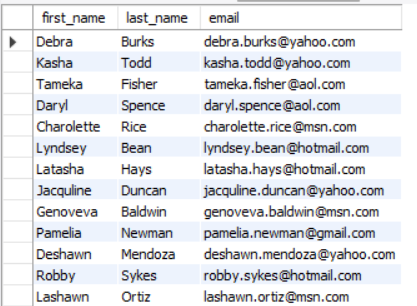 first_name last_name email
Debra Burks debra.burks@yahoo.com
Kasha Todd kasha.todd@yahoo.com
Tameka Fisher tameka.fisher@aol.com
Daryl Spence daryl.spence@aol.com
Charolette Rice charolette.rice@msn.com
Lyndsey Bean lyndsey.bean@hotmail.com
Latasha Hays latasha.hays@hotmail.com
Jacquline Duncan jacquline.duncan@yahoo.com
Genoveva Baldwin genoveva.baldwin@msn.com
Pamelia Newman pamelia.newman@gmail.com
Deshawn Mendoza deshawn.mendoza@yahoo.com
Robby Sykes robby.sykes@hotmail.com
Lashawn Ortiz lashawn.ortiz@msn.com